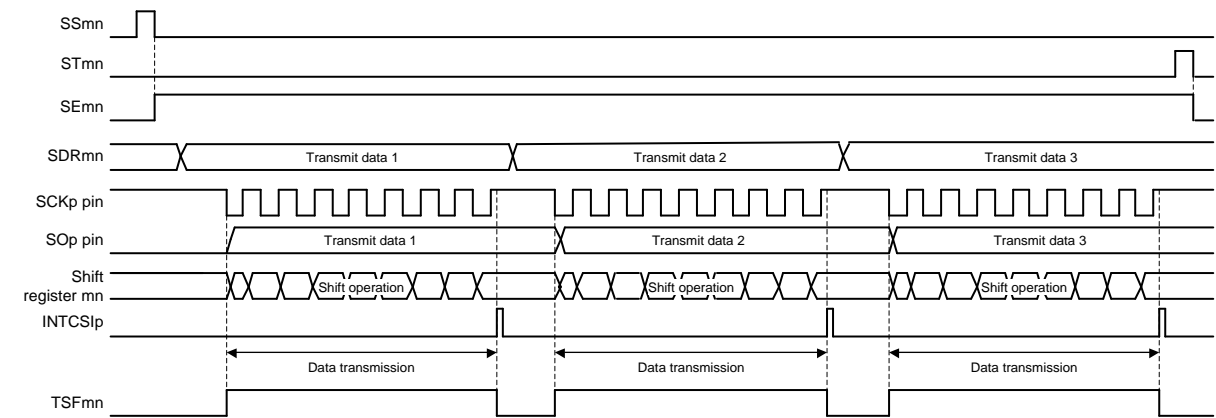 SSmn
STmn
SEmn
SDRmn
Transmit data 1
Transmit data 2
Transmit data 3
SCKp pin
SOp pin
Transmit data 1
Transmit data 2
Transmit data 3
Shift
register mn
Shift operation
Shift operation
Shift operation
INTCSIp
Data transmission
Data transmission
Data transmission
TSFmn